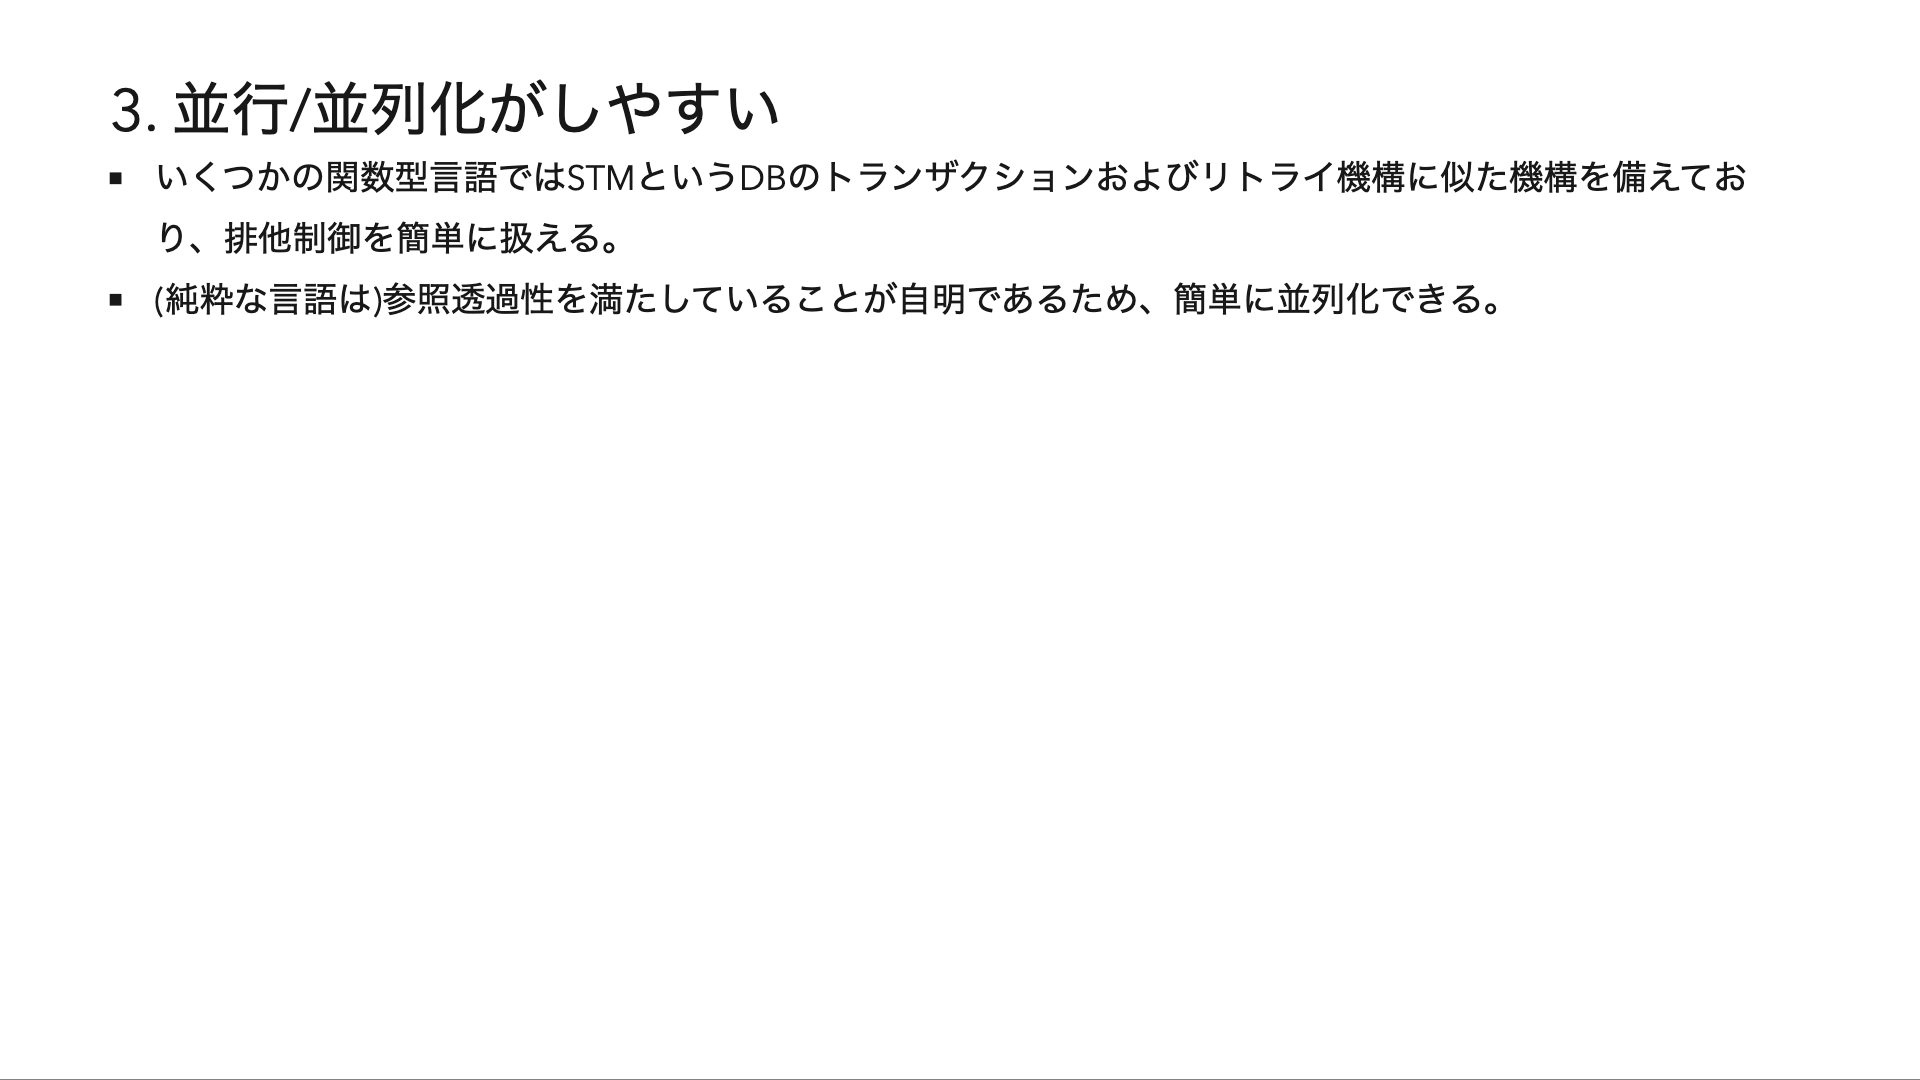 3. 並行/並列化がしやすい
▪ いくつかの関数型言語ではSTMというDBのトランザクションおよびリトライ機構に似た機構を備えてお
り、排他制御を簡単に扱える。
▪ (純粋な言語は)参照透過性を満たしていることが自明であるため、簡単に並列化できる。